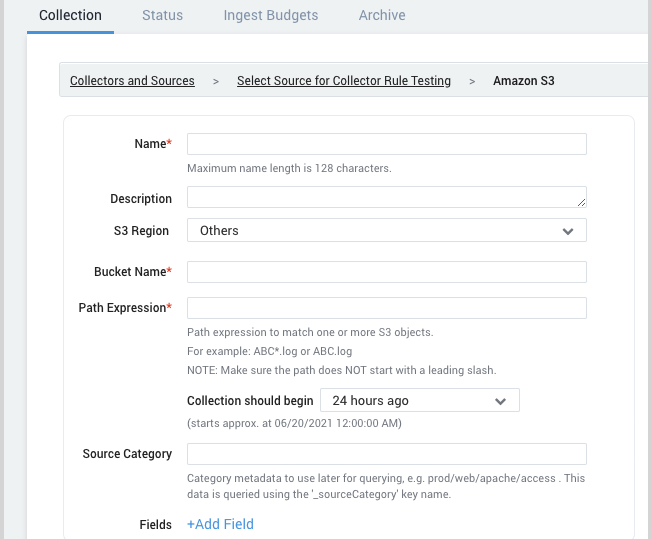 Collection Status Ingest Budgets Archive
Collectors and Sources > Select Source for Collector Rule Testing > Amazon S3
Name*
Maximum name length is 128 characters.
Description
S3 Region Others
Bucket Name*
Path Expression*
Path expression to match one or more S3 objects.
For example: ABC*.log or ABC.log
NOTE: Make sure the path does NOT start with a leading slash.
Collection should begin 24 hours ago
(starts approx. at 06/20/2021 12:00:00 AM)
Source Category
Category metadata to use later for querying, e.g. prod/web/apache/access . This
data is queried using the '_sourceCategory' key name.
Fields +Add Field